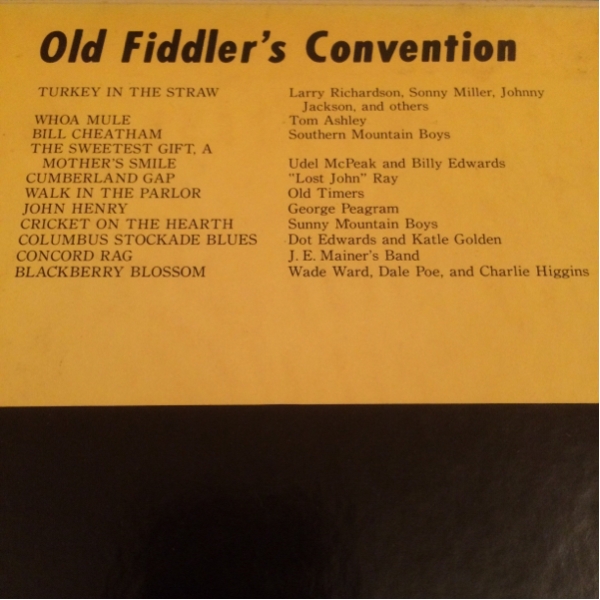 Old Fiddler's Convention
TURKEY IN THE STRAW Larry Richardson, Sonny Miller, Johnny
Jackson, and others
WHOA MULE Tom Ashley
BILL CHEATHAM Southern Mountain Boys
THE SWEETEST GIFT, A
MOTHER'S SMILE Udel McPeak and Billy Edwards
CUMBERLAND GAP "Lost John" Ray
WALK IN THE PARLOR Old Timers
JOHN HENRY George Peagram
CRICKET ON THE HEARTH Sunny Mountain Boys
COLUMBUS STOCKADE BLUES Dot Edwards and Katle Golden
CONCORD RAG J. E. Mainer's Band
BLACKBERRY BLOSSOM Wade Ward, Dale Poe, and Charlie Higgins